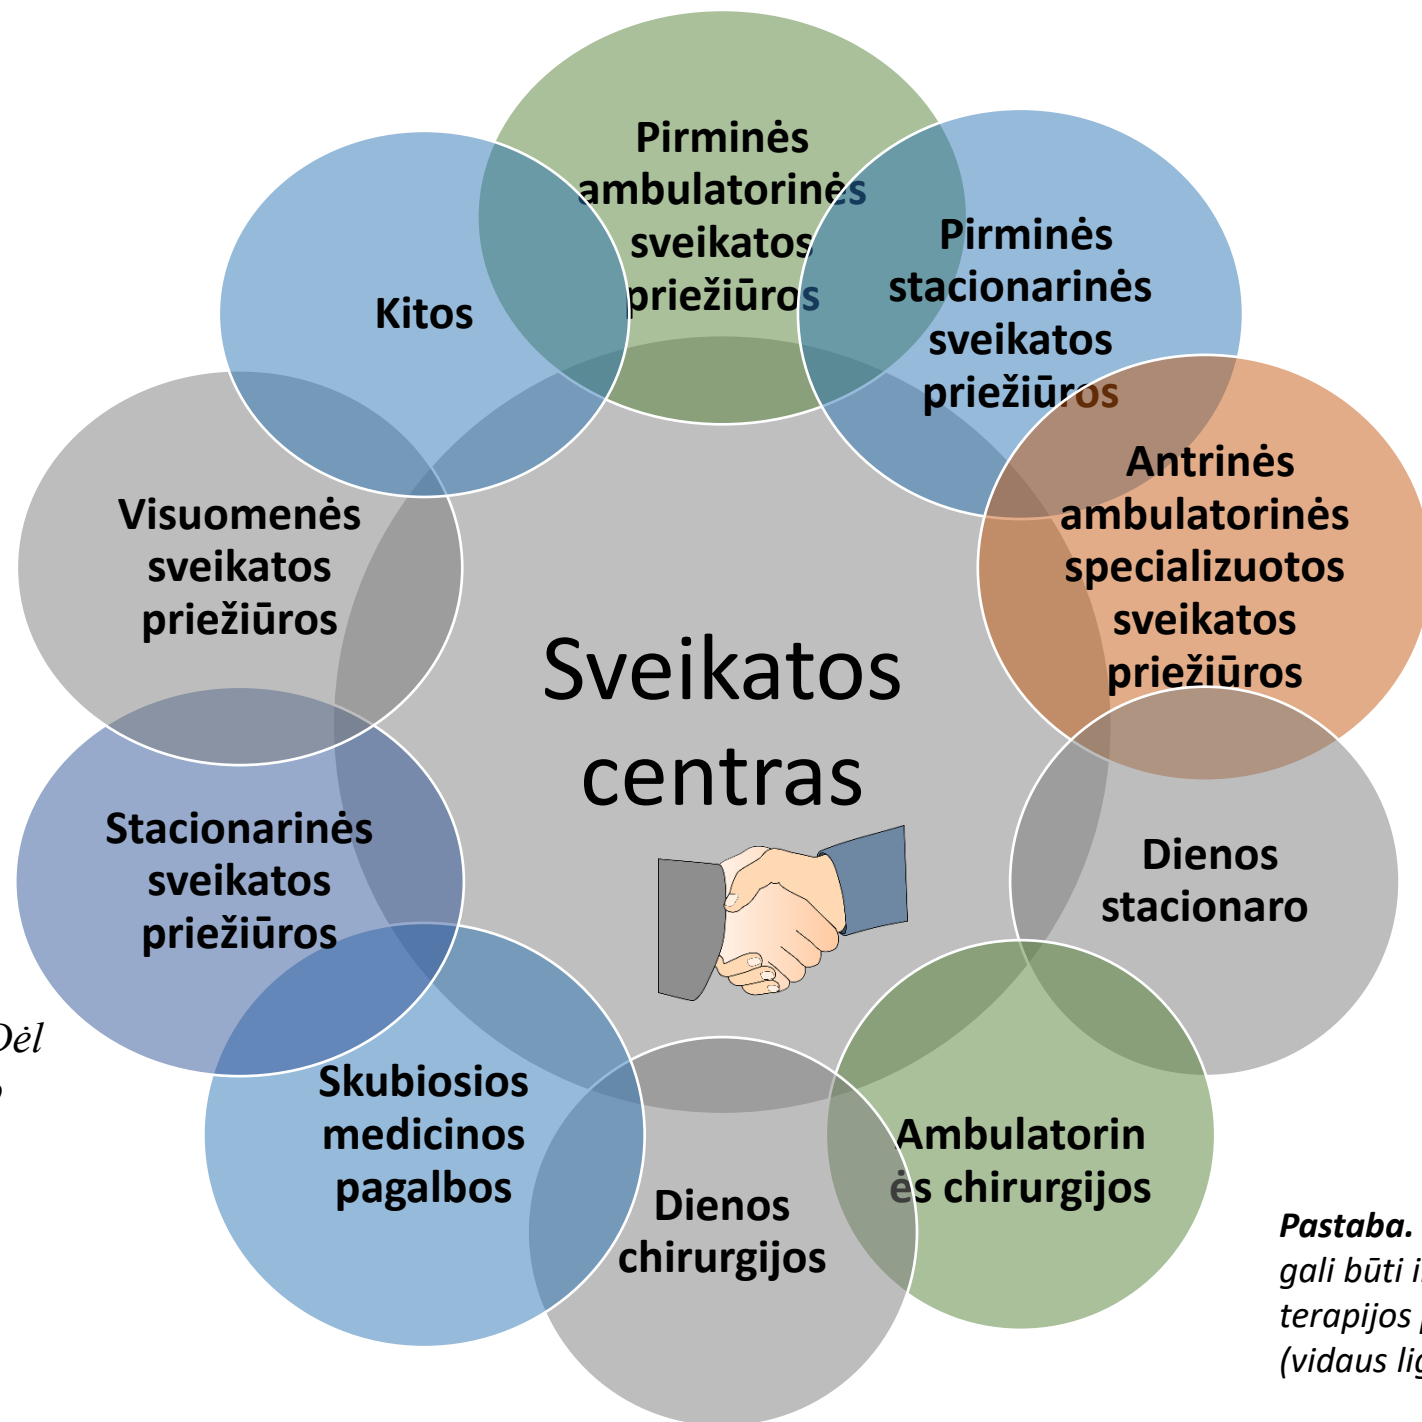 Pirminės
ambulatorinės
sveikatos
priežiūros
Pirminės
stacionarinės
sveikatos
priežiūros
Antrinės
ambulatorinės
specializuotos
sveikatos
priežiūros
Dienos
stacionaro
Ambulatorin
ės chirurgijos
Dienos
chirurgijos
Skubiosios
medicinos
pagalbos
Stacionarinės
sveikatos
priežiūros
Visuomenės
sveikatos
priežiūros
Kitos
Sveikatos
centras
Dėl
Pastaba.
gali būti
terapijos
(vidaus